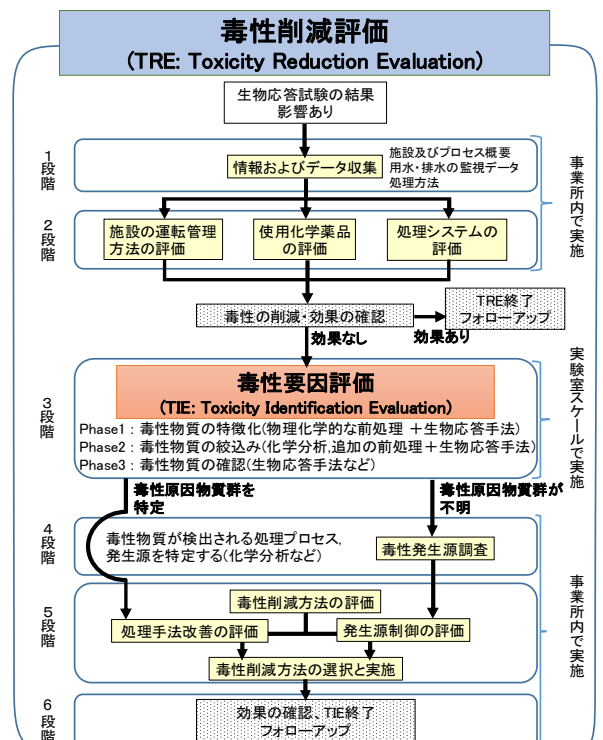 毒性削減評価
(TRE: Toxicity Reduction Evaluation)
生物応答試験の結果
影響あり
1段階
情報およびデータ収集
施設及びプロセス概要
用水・排水の監視データ
処理方法
事業所内で実施
2段階
施設の運転管理
方法の評価
使用化学薬品
の評価
処理システムの
評価
毒性の削減・効果の確認
TRE終了
フォローアップ
効果なし
効果あり
3段階
毒性要因評価
(TIE: Toxicity Identification Evaluation)
Phase1：毒性物質の特徴化(物理化学的な前処理 ＋生物応答手法)
Phase2：毒性物質の絞込み(化学分析,追加の前処理＋生物応答手法)
Phase3：毒性物質の確認(生物応答手法など)
実験室スケールで実施
毒性原因物質群を
特定
毒性原因物質群が
不明
4段階
毒性物質が検出される処理プロセス,
発生源を特定する(化学分析など)
毒性発生源調査
5段階
毒性削減方法の評価
処理手法改善の評価
発生源制御の評価
毒性削減方法の選択と実施
事業所内で実施
6段階
効果の確認、TIE終了
フォローアップ